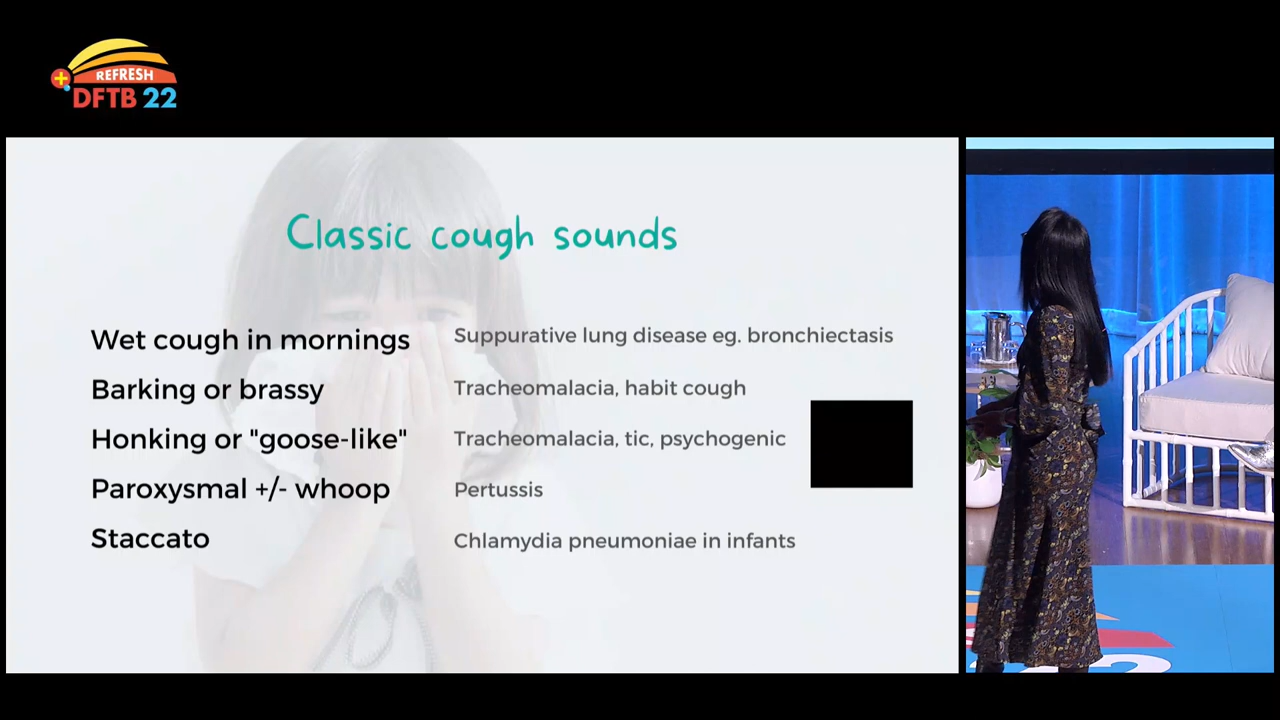 REFRESH
DFTB 22
Classic cough sounds
Wet cough in mornings Suppurative lung disease eg. bronchiectasis
Barking or brassy Tracheomalacia, habit cough
Honking or "goose-like" Tracheomalacia, tic, psychogenic
Paroxysmal +/- whoop Pertussis
Staccato Chlamydia pneumoniae in infants